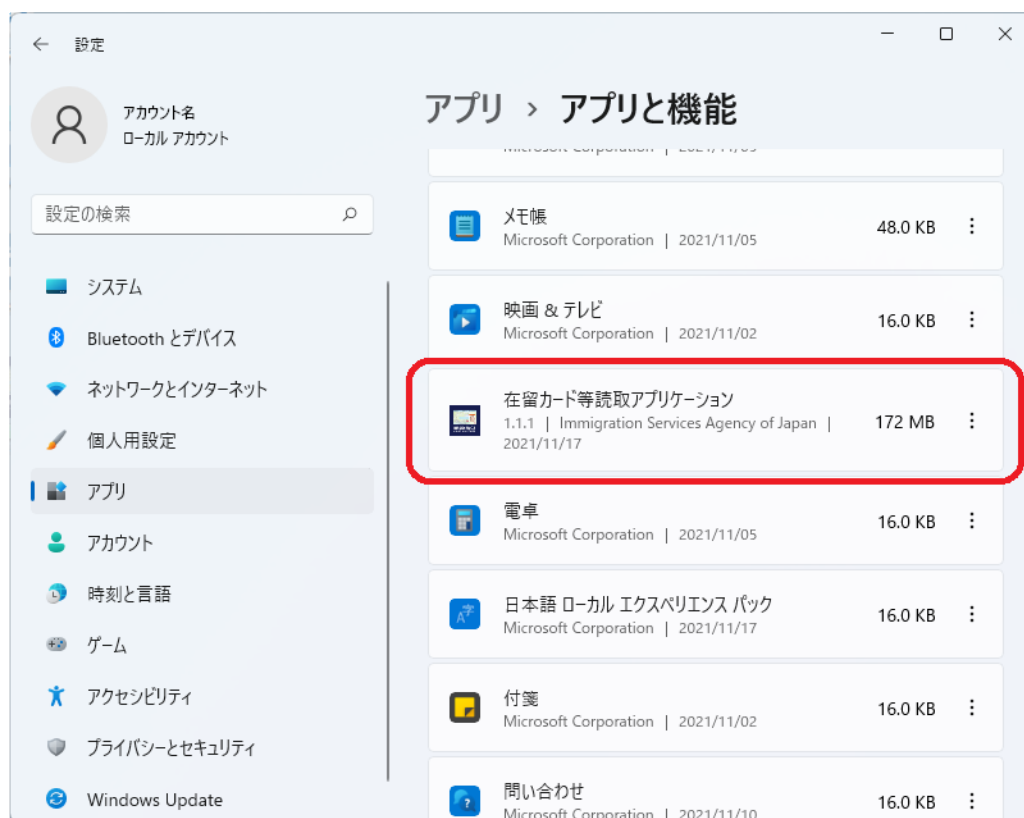 設定
アカウント名
ローカル アカウント
設定の検索
システム
Bluetooth とデバイス
ネットワークとインターネット
個人用設定
アプリ
アカウント
時刻と言語
ゲーム
アクセシビリティ
プライバシーとセキュリティ
Windows Update
アプリ › アプリと機能
メモ帳
Microsoft Corporation | 2021/11/05
48.0 KB
映画 & テレビ
Microsoft Corporation | 2021/11/02
16.0 KB
在留カード等読取アプリケーション
1.1.1 | Immigration Services Agency of Japan |
2021/11/17
172 MB
電卓
Microsoft Corporation | 2021/11/05
16.0 KB
日本語 ローカル エクスペリエンス パック
Microsoft Corporation | 2021/11/17
16.0 KB
付箋
Microsoft Corporation | 2021/11/02
16.0 KB
問い合わせ
Microsoft Corporation | 2021/11/10
16.0 KB